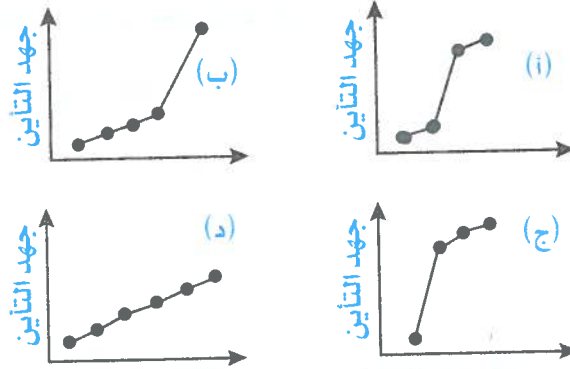 جهد التأين
(أ)
جهد التأين
(ب)
جهد التأين
(ج)
جهد التأين
(د)